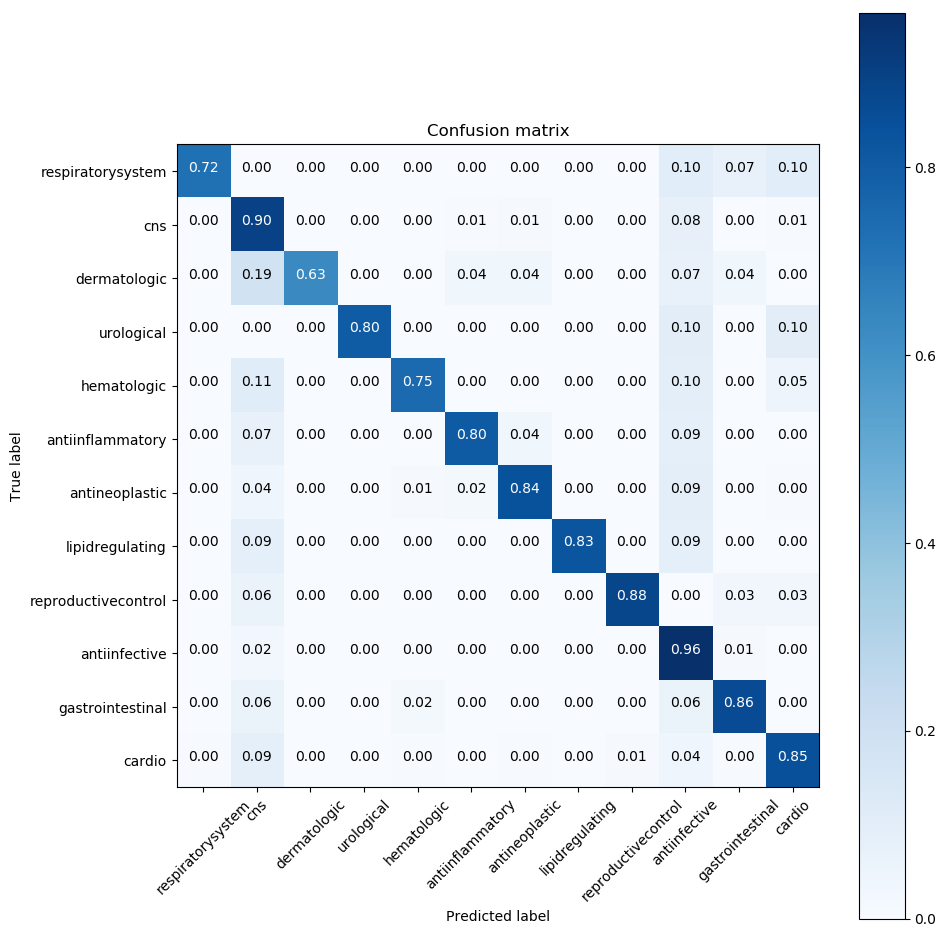 Confusion matrix
True label
respiratorysystem 0.72 0.00 0.00 0.00 0.00 0.00 0.00 0.00 0.00 0.10 0.07 0.10
cns 0.00 0.90 0.00 0.00 0.00 0.01 0.01 0.00 0.00 0.08 0.00 0.01
dermatologic 0.00 0.19 0.63 0.00 0.00 0.04 0.04 0.00 0.00 0.07 0.04 0.00
urological 0.00 0.00 0.00 0.80 0.00 0.00 0.00 0.00 0.00 0.10 0.00 0.10
hematologic 0.00 0.11 0.00 0.00 0.75 0.00 0.00 0.00 0.00 0.10 0.00 0.05
antiinflammatory 0.00 0.07 0.00 0.00 0.00 0.80 0.04 0.00 0.00 0.09 0.00 0.00
antineoplastic 0.00 0.04 0.00 0.00 0.01 0.02 0.84 0.00 0.00 0.09 0.00 0.00
lipidregulating 0.00 0.09 0.00 0.00 0.00 0.00 0.00 0.83 0.00 0.09 0.00 0.00
reproductivecontrol 0.00 0.06 0.00 0.00 0.00 0.00 0.00 0.00 0.88 0.00 0.03 0.03
antiinfective 0.00 0.02 0.00 0.00 0.00 0.00 0.00 0.00 0.00 0.96 0.01 0.00
gastrointestinal 0.00 0.06 0.00 0.00 0.02 0.00 0.00 0.00 0.00 0.06 0.86 0.00
cardio 0.00 0.09 0.00 0.00 0.00 0.00 0.00 0.00 0.01 0.04 0.00 0.85
respiratorysystem
cns
dermatologic
urological
hematologic
antiinflammatory
antineoplastic
lipidregulating
reproductivecontrol
antiinfective
gastrointestinal
cardio
Predicted label
0.8
0.6
0.4
0.2
0.0